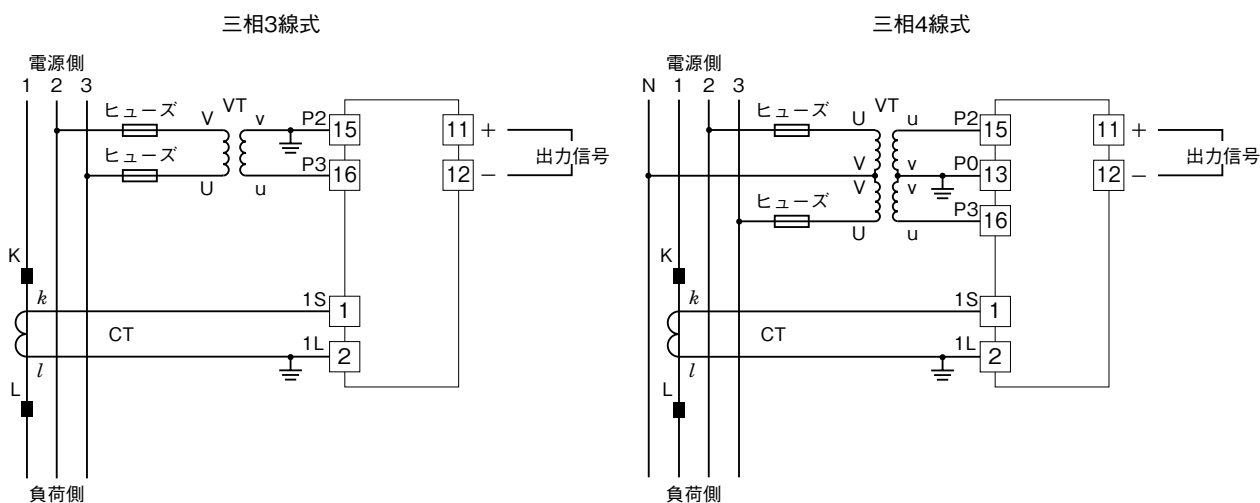 三相3線式
電源側
1 2 3
ヒューズ
V VT v P2 15 11 +
出力信号
ヒューズ
U u P3 16 12 −
K
k 1S 1
CT
l 1L 2
L
負荷側
三相4線式
電源側
N 1 2 3
ヒューズ
U VT u P2 15 11 +
出力信号
V v P0 13 12 −
V v
ヒューズ
U u P3 16
K
k 1S 1
CT
l 1L 2
L
負荷側